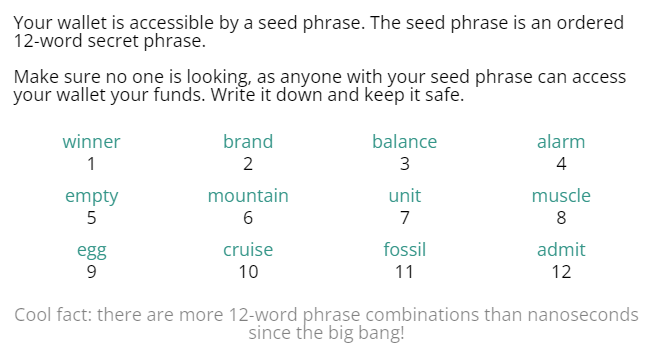 Your wallet is accessible by a seed phrase. The seed phrase is an ordered
12-word secret phrase.
Make sure no one is looking, as anyone with your seed phrase can access
your wallet your funds. Write it down and keep it safe.
winner brand balance alarm
1 2 3 4
empty mountain unit muscle
5 6 7 8
egg cruise fossil admit
9 10 11 12
Cool fact: there are more 12-word phrase combinations than nanoseconds
since the big bang!